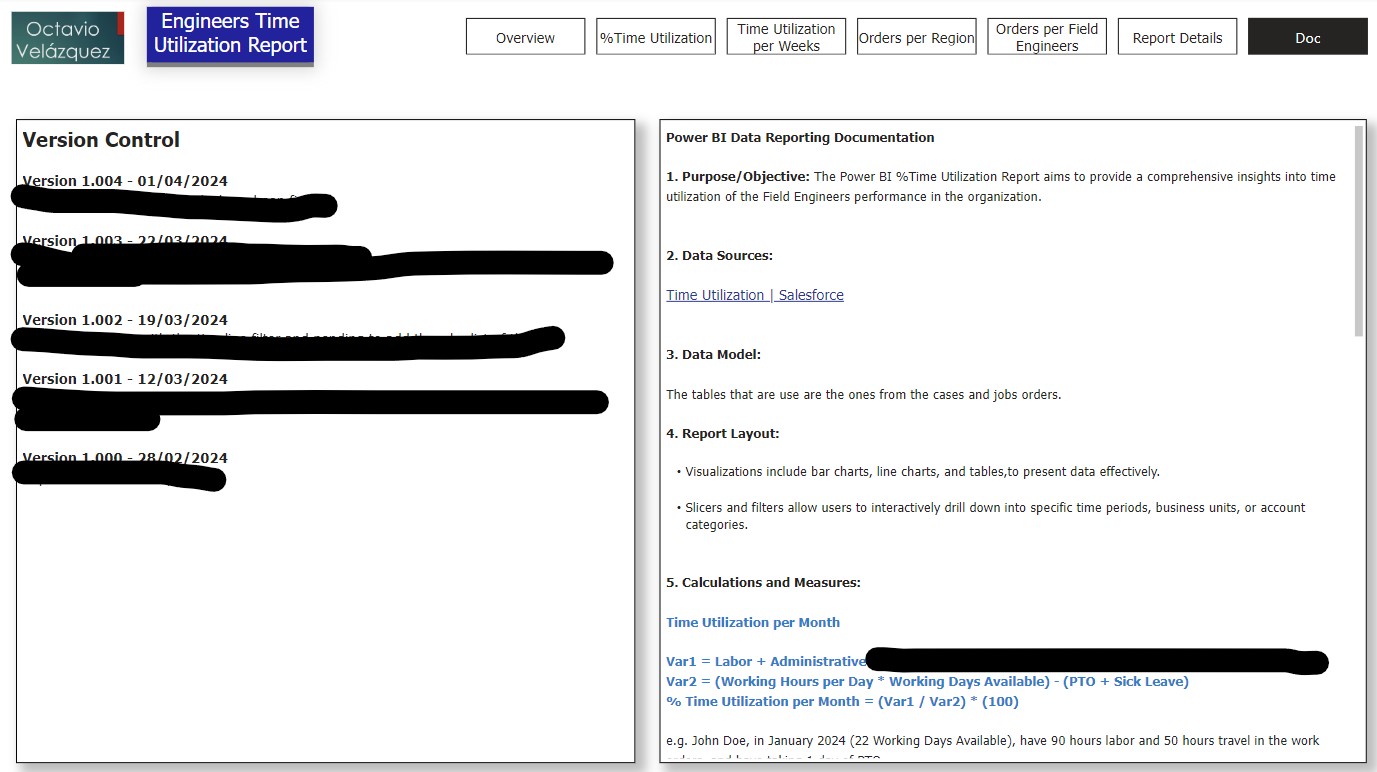 Octavio
Velázquez
Engineers Time
Utilization Report
Overview
%Time Utilization
Time Utilization
per Weeks
Orders per Region
Orders per Field
Engineers
Report Details
Doc
Version Control
Version 1.004 - 01/04/2024
Version 1.003 - 22/03/2024
Version 1.002 - 19/03/2024
Version 1.001 - 12/03/2024
Version 1.000 - 28/02/2024
Power BI Data Reporting Documentation
1. Purpose/Objective: The Power BI %Time Utilization Report aims to provide a comprehensive insights into time
utilization of the Field Engineers performance in the organization.
2. Data Sources:
Time Utilization | Salesforce
3. Data Model:
The tables that are use are the ones from the cases and jobs orders.
4. Report Layout:
• Visualizations include bar charts, line charts, and tables,to present data effectively.
• Slicers and filters allow users to interactively drill down into specific time periods, business units, or account
categories.
5. Calculations and Measures:
Time Utilization per Month
Var1 = Labor + Administrative
Var2 = (Working Hours per Day * Working Days Available) - (PTO + Sick Leave)
% Time Utilization per Month = (Var1 / Var2) * (100)
e.g. John Doe, in January 2024 (22 Working Days Available), have 90 hours labor and 50 hours travel in the work
orders, and have taking 1 day of PTO